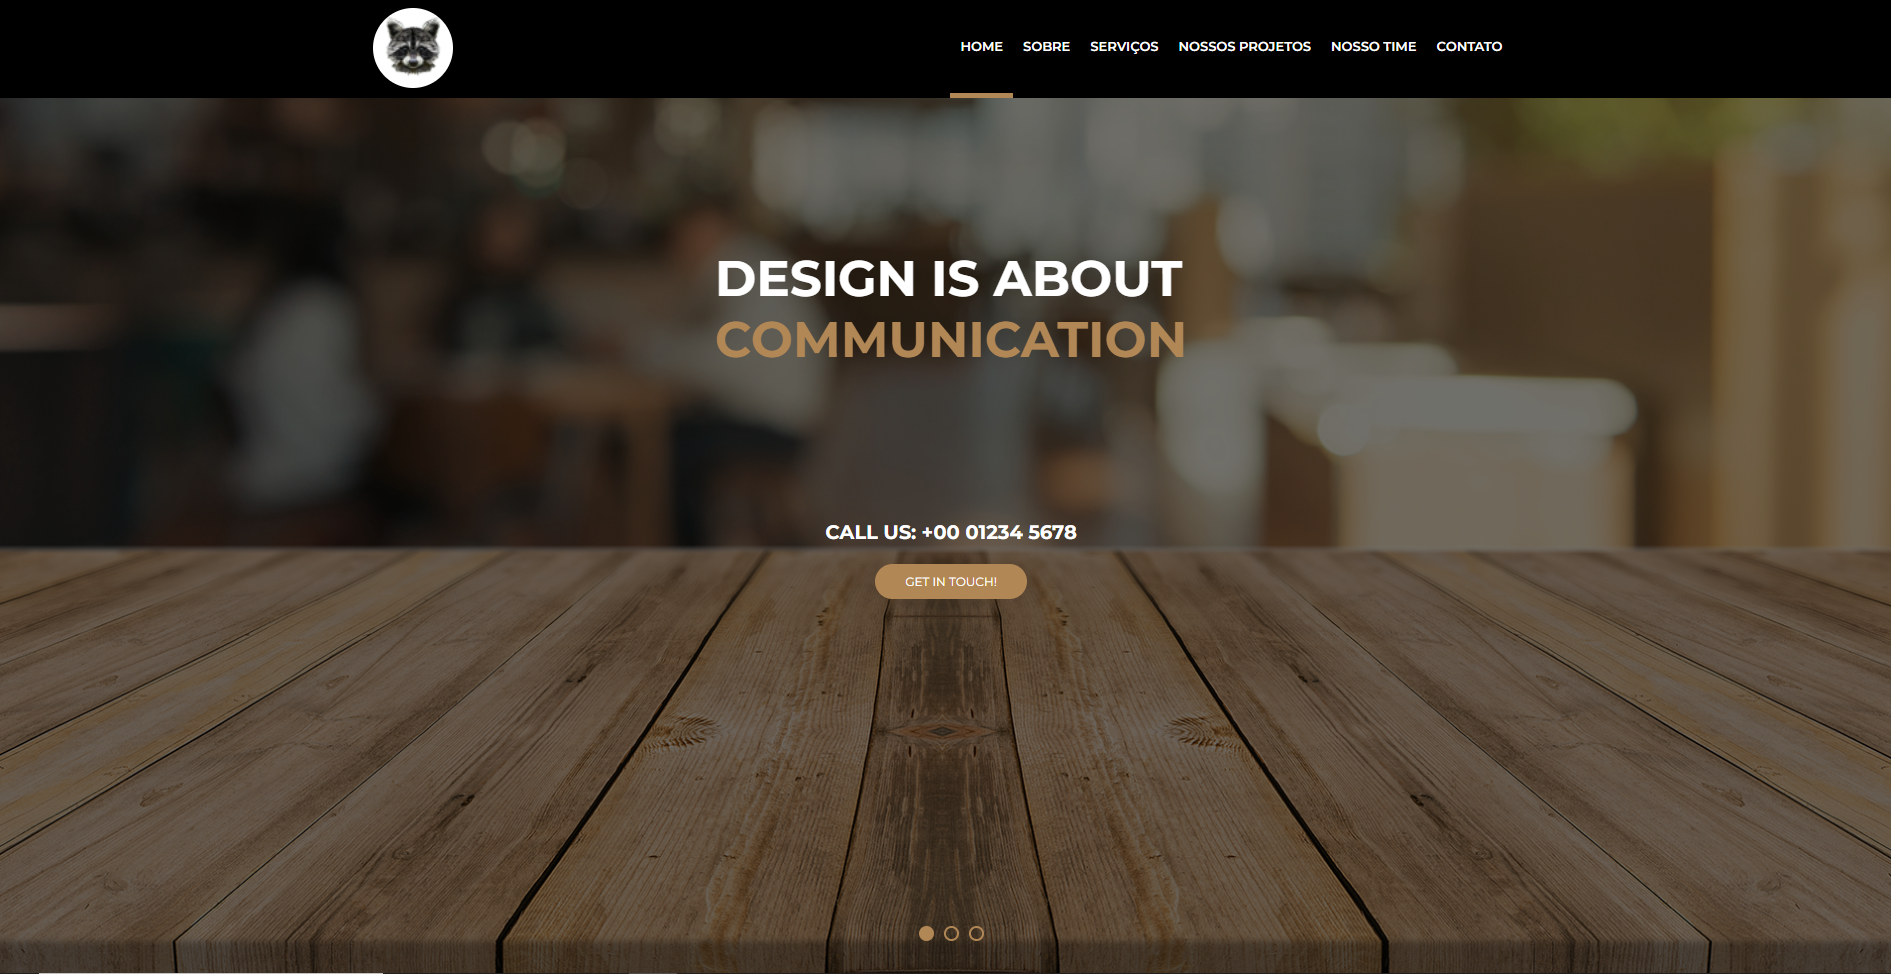 HOME SOBRE SERVIÇOS NOSSOS PROJETOS NOSSO TIME CONTATO
DESIGN IS ABOUT
COMMUNICATION
CALL US: +00 01234 5678
GET IN TOUCH!